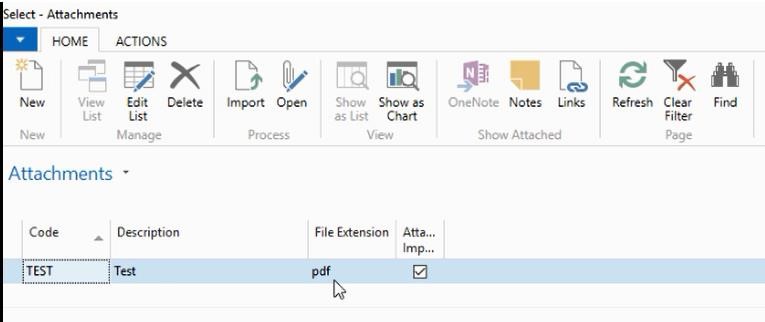 Select - Attachments
HOME ACTIONS
New View List Edit List Delete Import Open Show as List Show as Chart OneNote Notes Links Refresh Clear Filter Find
New Manage Process View Show Attached Page
Attachments
Code Description File Extension Atta... Imp...
TEST Test pdf